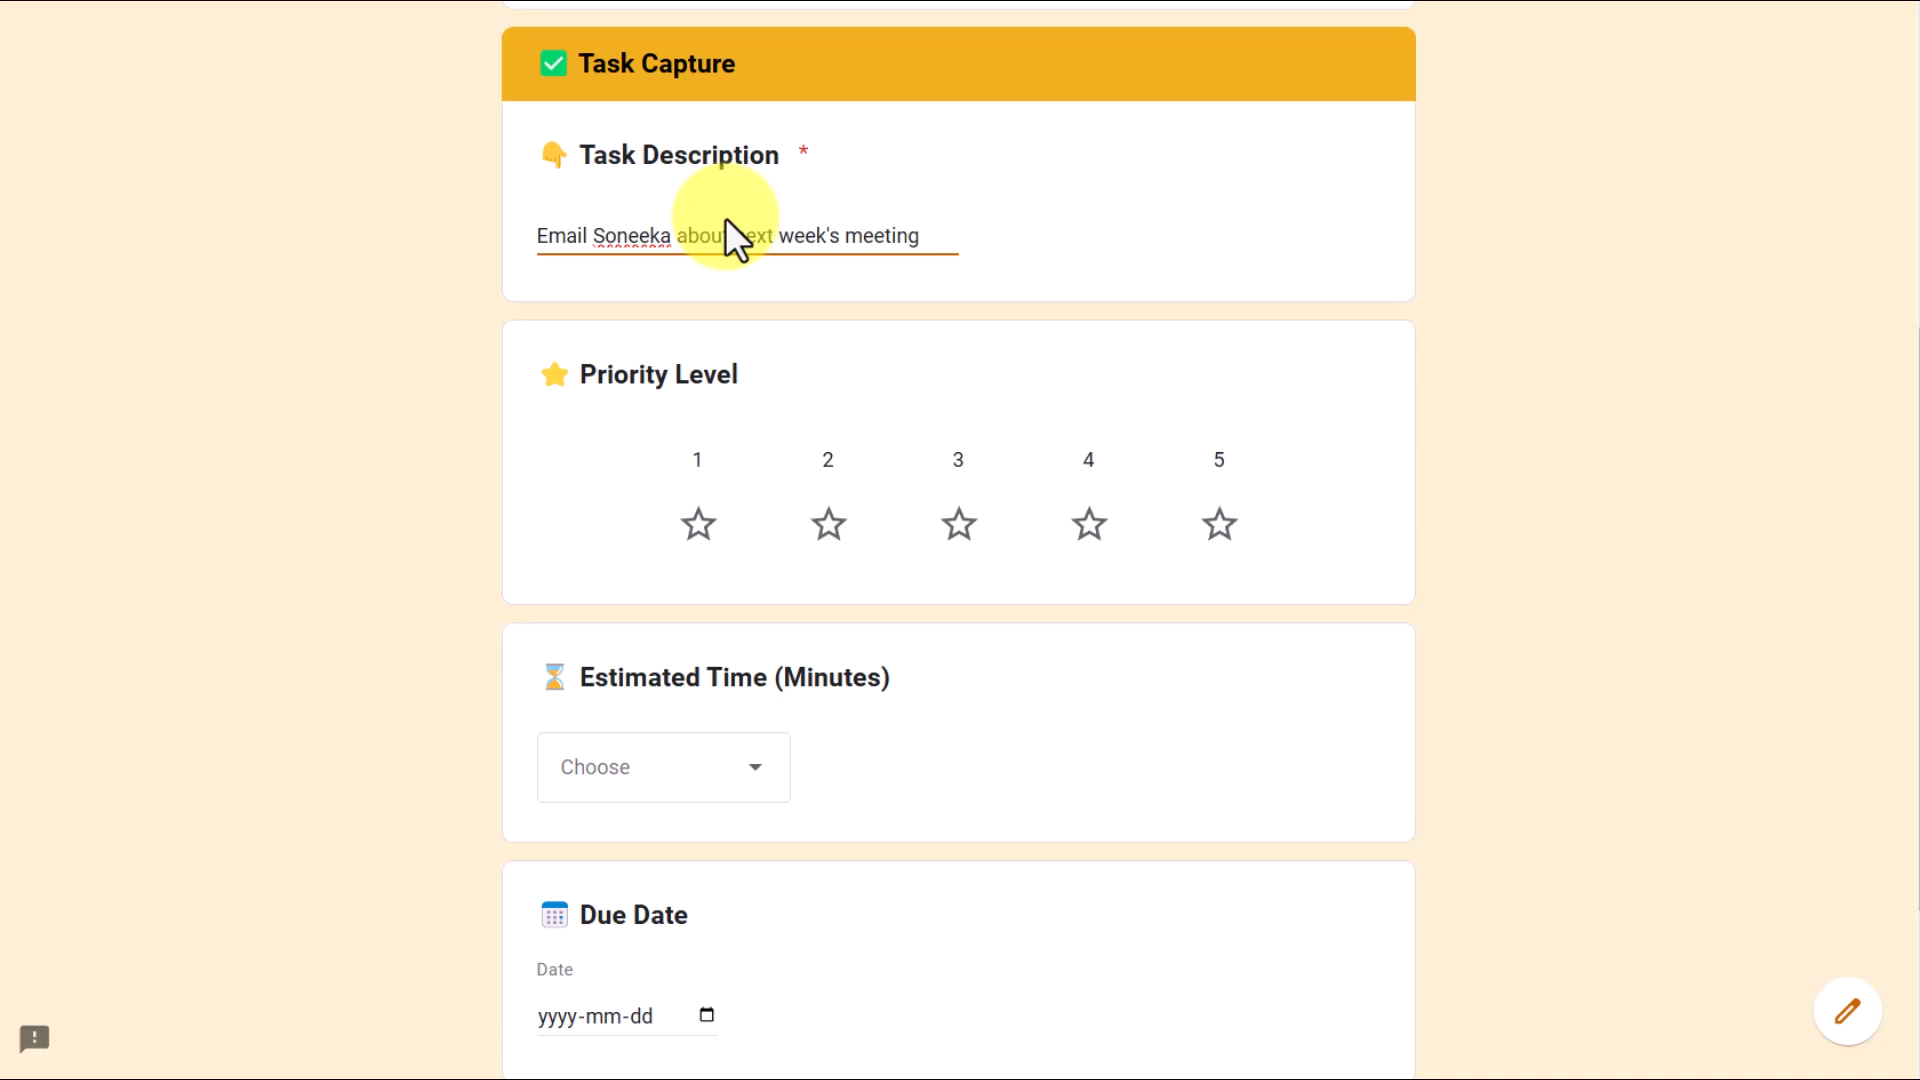 Task Capture
Task Description *
Email Soneeka about next week's meeting
Priority Level
1 2 3 4 5
Estimated Time (Minutes)
Choose
Due Date
Date
yyyy-mm-dd